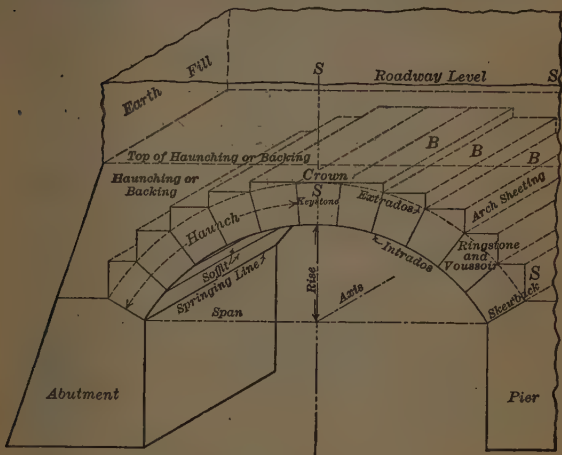 Earth Fill
S
Roadway Level
S
B
B
B
Top of Haunching or Backing
Haunching or
Backing
Crown
S
Keystone
Extrados
Arch Sheeting
Haunch
Ringstone
and
Voussoir
S
Intrados
Soffit
Springing Line
Rise
Axis
Skewback
Span
Abutment
Pier